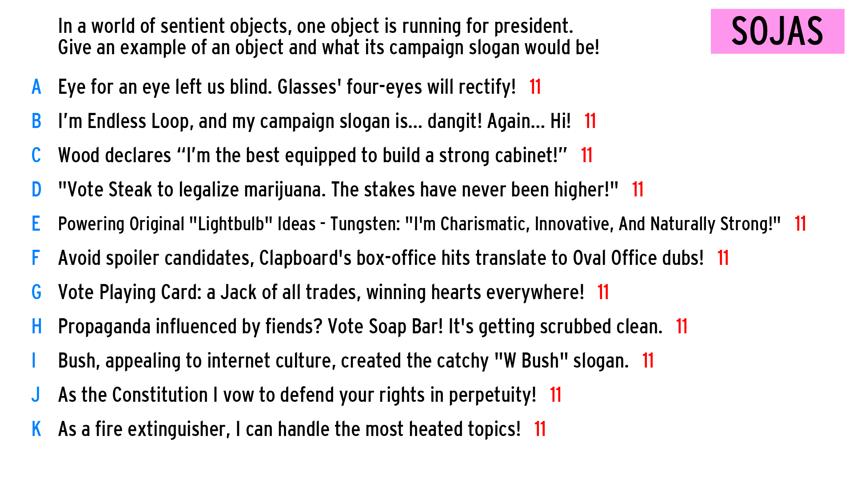 In a world of sentient objects, one object is running for president.
Give an example of an object and what its campaign slogan would be!
SOJAS
A Eye for an eye left us blind. Glasses' four-eyes will rectify! 11
B I'm Endless Loop, and my campaign slogan is... dangit! Again... Hi! 11
C Wood declares “I'm the best equipped to build a strong cabinet!” 11
D "Vote Steak to legalize marijuana. The stakes have never been higher!" 11
E Powering Original "Lightbulb" Ideas - Tungsten: "I'm Charismatic, Innovative, And Naturally Strong!" 11
F Avoid spoiler candidates, Clapboard's box-office hits translate to Oval Office dubs! 11
G Vote Playing Card: a Jack of all trades, winning hearts everywhere! 11
H Propaganda influenced by fiends? Vote Soap Bar! It's getting scrubbed clean. 11
I Bush, appealing to internet culture, created the catchy "W Bush" slogan. 11
J As the Constitution I vow to defend your rights in perpetuity! 11
K As a fire extinguisher, I can handle the most heated topics! 11